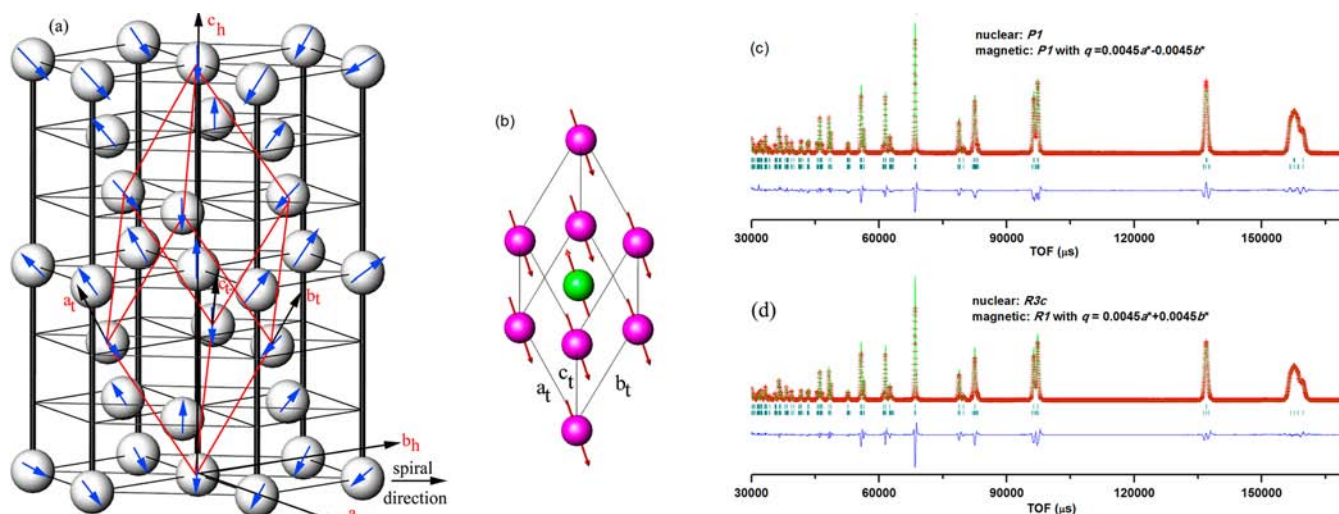 (a)
c_h
a_t
c_t
b_t
b_h
spiral
direction
a
(b)
a_t
c_t
b_t
(c)
nuclear: P1
magnetic: P1 with q =0.0045a*-0.0045b*
30000 60000 90000 120000 150000
TOF (μs)
(d)
nuclear: R3c
magnetic: R1 with q = 0.0045a*+0.0045b*
30000 60000 90000 120000 150000
TOF (μs)